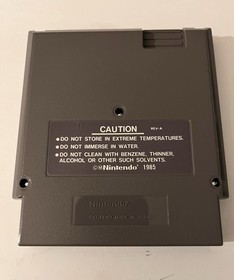 CAUTION REV-A
•DO NOT STORE IN EXTREME TEMPERATURES.
•DO NOT IMMERSE IN WATER.
•DO NOT CLEAN WITH BENZENE, THINNER,
ALCOHOL OR OTHER SUCH SOLVENTS.
©Nintendo® 1985
Nintendo